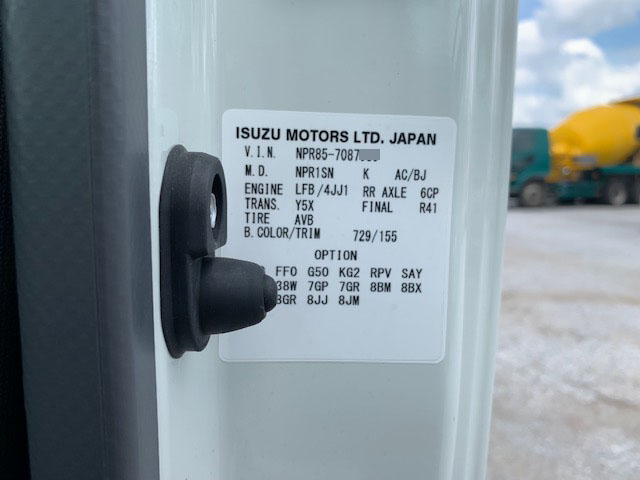 ISUZU MOTORS LTD. JAPAN
V.I.N. NPR85-7087
M.D. NPR1SN K AC/BJ
ENGINE LFB/4JJ1 RR AXLE 6CP
TRANS. Y5X FINAL R41
TIRE AVB
B.COLOR/TRIM 729/155
OPTION
FF0 G50 KG2 RPV SAY
38W 7GP 7GR 8BM 8BX
8JJ 8JM